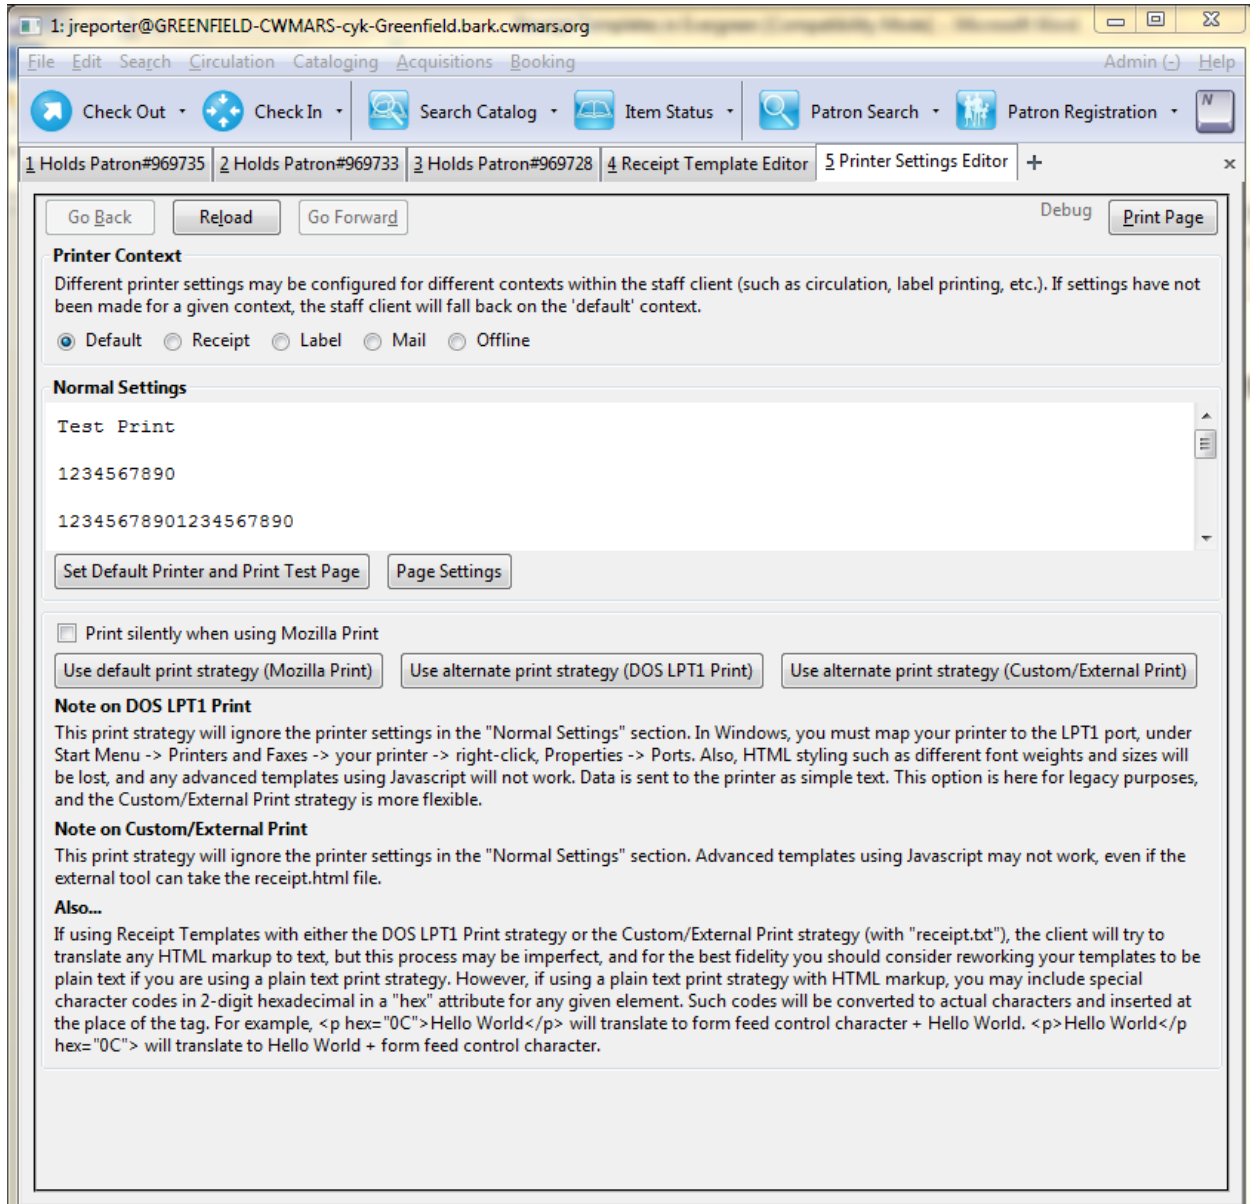 1: jreporter@GREENFIELD-CWMARS-cyk-Greenfield.bark.cwmars.org
File Edit Search Circulation Cataloging Acquisitions Booking Admin (-) Help
Check Out Check In Search Catalog Item Status Patron Search Patron Registration N
1 Holds Patron#969735 2 Holds Patron#969733 3 Holds Patron#969728 4 Receipt Template Editor 5 Printer Settings Editor +
Go Back Reload Go Forward Debug Print Page
Printer Context
Different printer settings may be configured for different contexts within the staff client (such as circulation, label printing, etc.). If settings have not
been made for a given context, the staff client will fall back on the 'default' context.
Default Receipt Label Mail Offline
Normal Settings
Test Print
1234567890
12345678901234567890
Set Default Printer and Print Test Page Page Settings
Print silently when using Mozilla Print
Use default print strategy (Mozilla Print) Use alternate print strategy (DOS LPT1 Print) Use alternate print strategy (Custom/External Print)
Note on DOS LPT1 Print
This print strategy will ignore the printer settings in the "Normal Settings" section. In Windows, you must map your printer to the LPT1 port, under
Start Menu -> Printers and Faxes -> your printer -> right-click, Properties -> Ports. Also, HTML styling such as different font weights and sizes will
be lost, and any advanced templates using Javascript will not work. Data is sent to the printer as simple text. This option is here for legacy purposes,
and the Custom/External Print strategy is more flexible.
Note on Custom/External Print
This print strategy will ignore the printer settings in the "Normal Settings" section. Advanced templates using Javascript may not work, even if the
external tool can take the receipt.html file.
Also...
If using Receipt Templates with either the DOS LPT1 Print strategy or the Custom/External Print strategy (with "receipt.txt"), the client will try to
translate any HTML markup to text, but this process may be imperfect, and for the best fidelity you should consider reworking your templates to be
plain text if you are using a plain text print strategy. However, if using a plain text print strategy with HTML markup, you may include special
character codes in 2-digit hexadecimal in a "hex" attribute for any given element. Such codes will be converted to actual characters and inserted at
the place of the tag. For example, <p hex="0C">Hello World</p> will translate to form feed control character + Hello World. <p>Hello World</p
hex="0C"> will translate to Hello World + form feed control character.